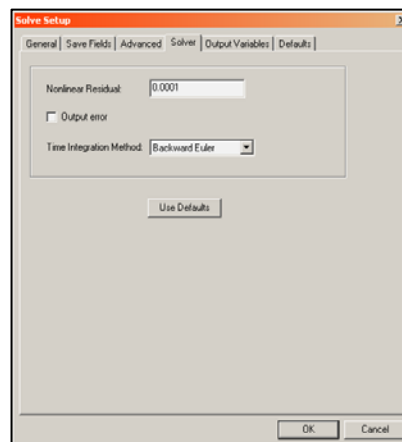 Solve Setup
General Save Fields Advanced Solver Output Variables Defaults
Nonlinear Residual: 0.0001
Output error
Time Integration Method: Backward Euler
Use Defaults
OK Cancel